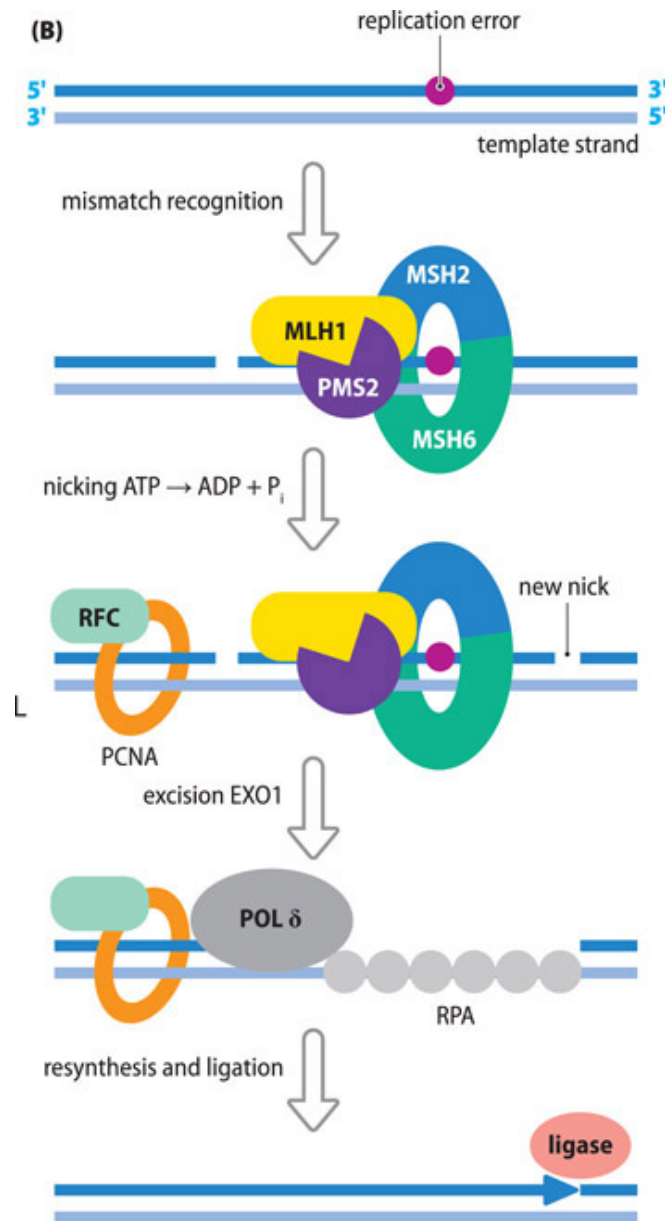 (B)
replication error
5' 3'
3' 5'
template strand
mismatch recognition
MSH2
MLH1
PMS2
MSH6
nicking ATP → ADP + Pi
new nick
RFC
L
PCNA
excision EXO1
POL δ
RPA
resynthesis and ligation
ligase